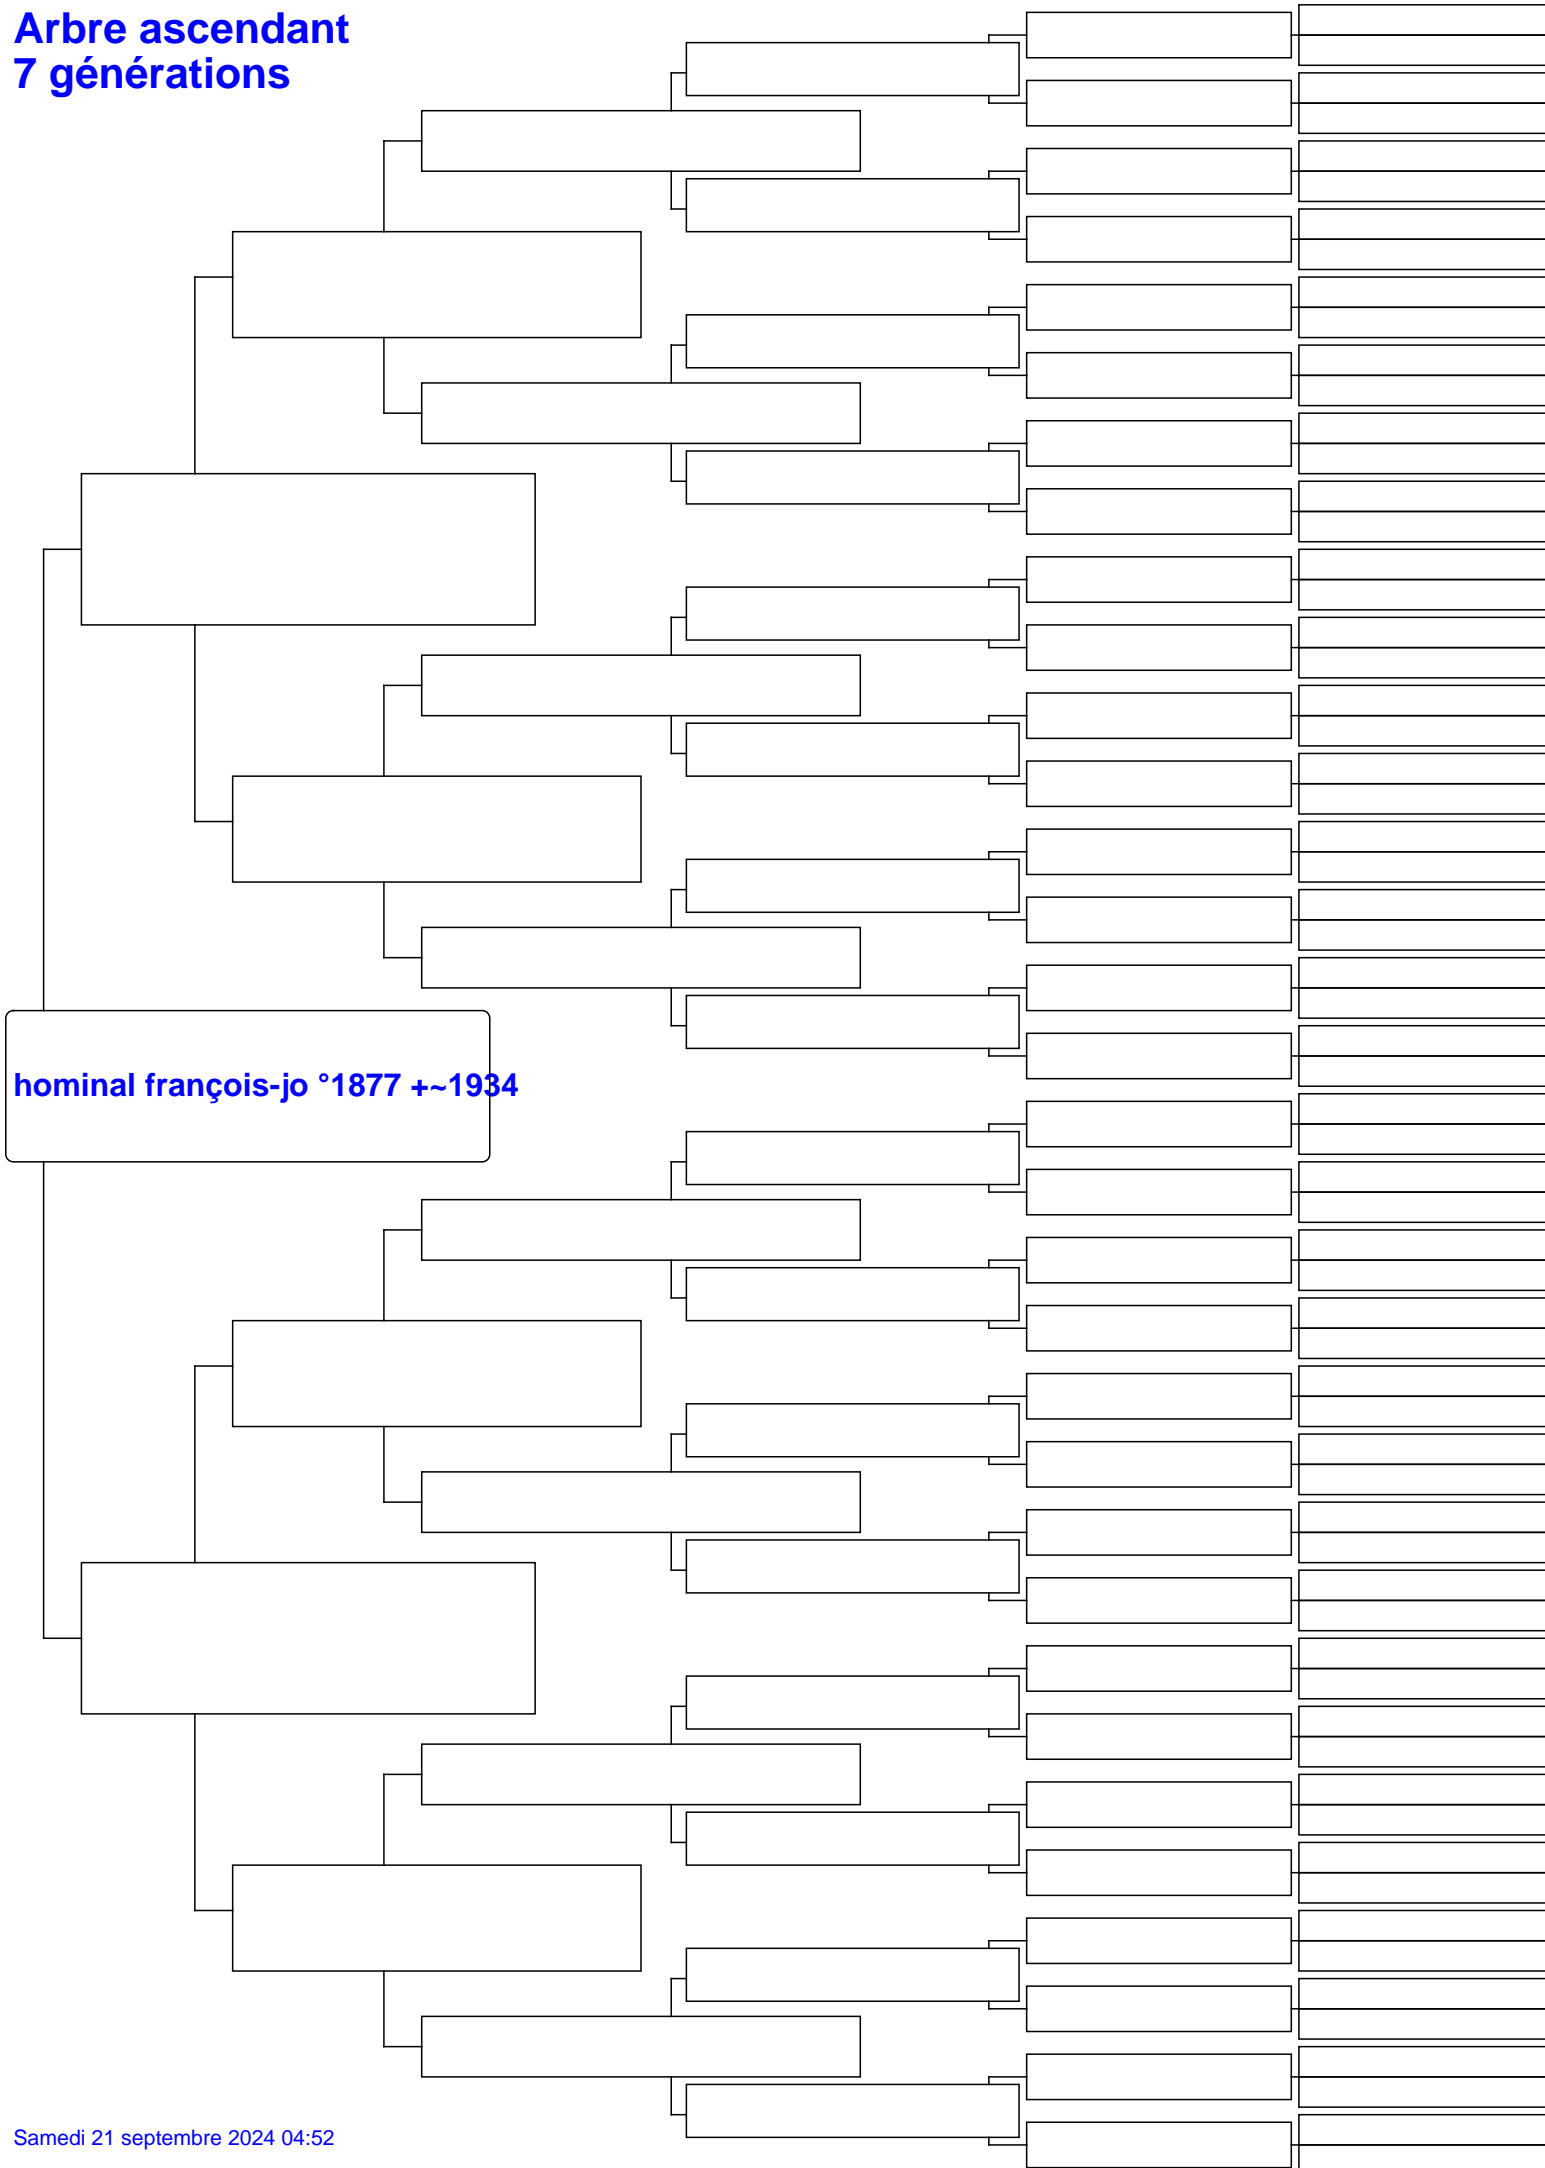 Arbre ascendant
7 générations
hominal françois-jo °1877 +~1934
Samedi 21 septembre 2024 04:52